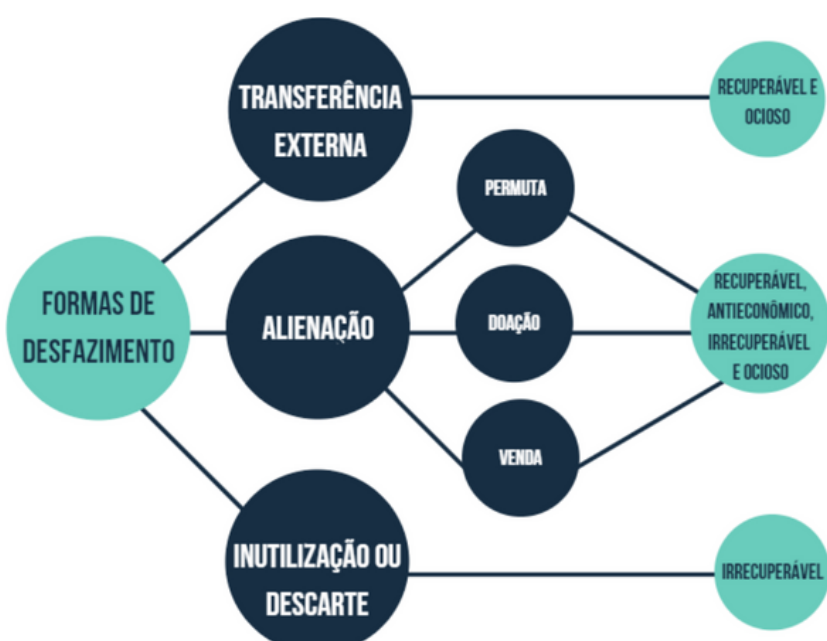 TRANSFERÊNCIA
EXTERNA
RECUPERÁVEL E
OCIOSO
PERMUTA
FORMAS DE
DESFAZIMENTO
ALIENAÇÃO
DOAÇÃO
RECUPERÁVEL,
ANTIECONÔMICO,
IRRECUPERÁVEL
E OCIOSO
VENDA
INUTILIZAÇÃO OU
DESCARTE
IRRECUPERÁVEL